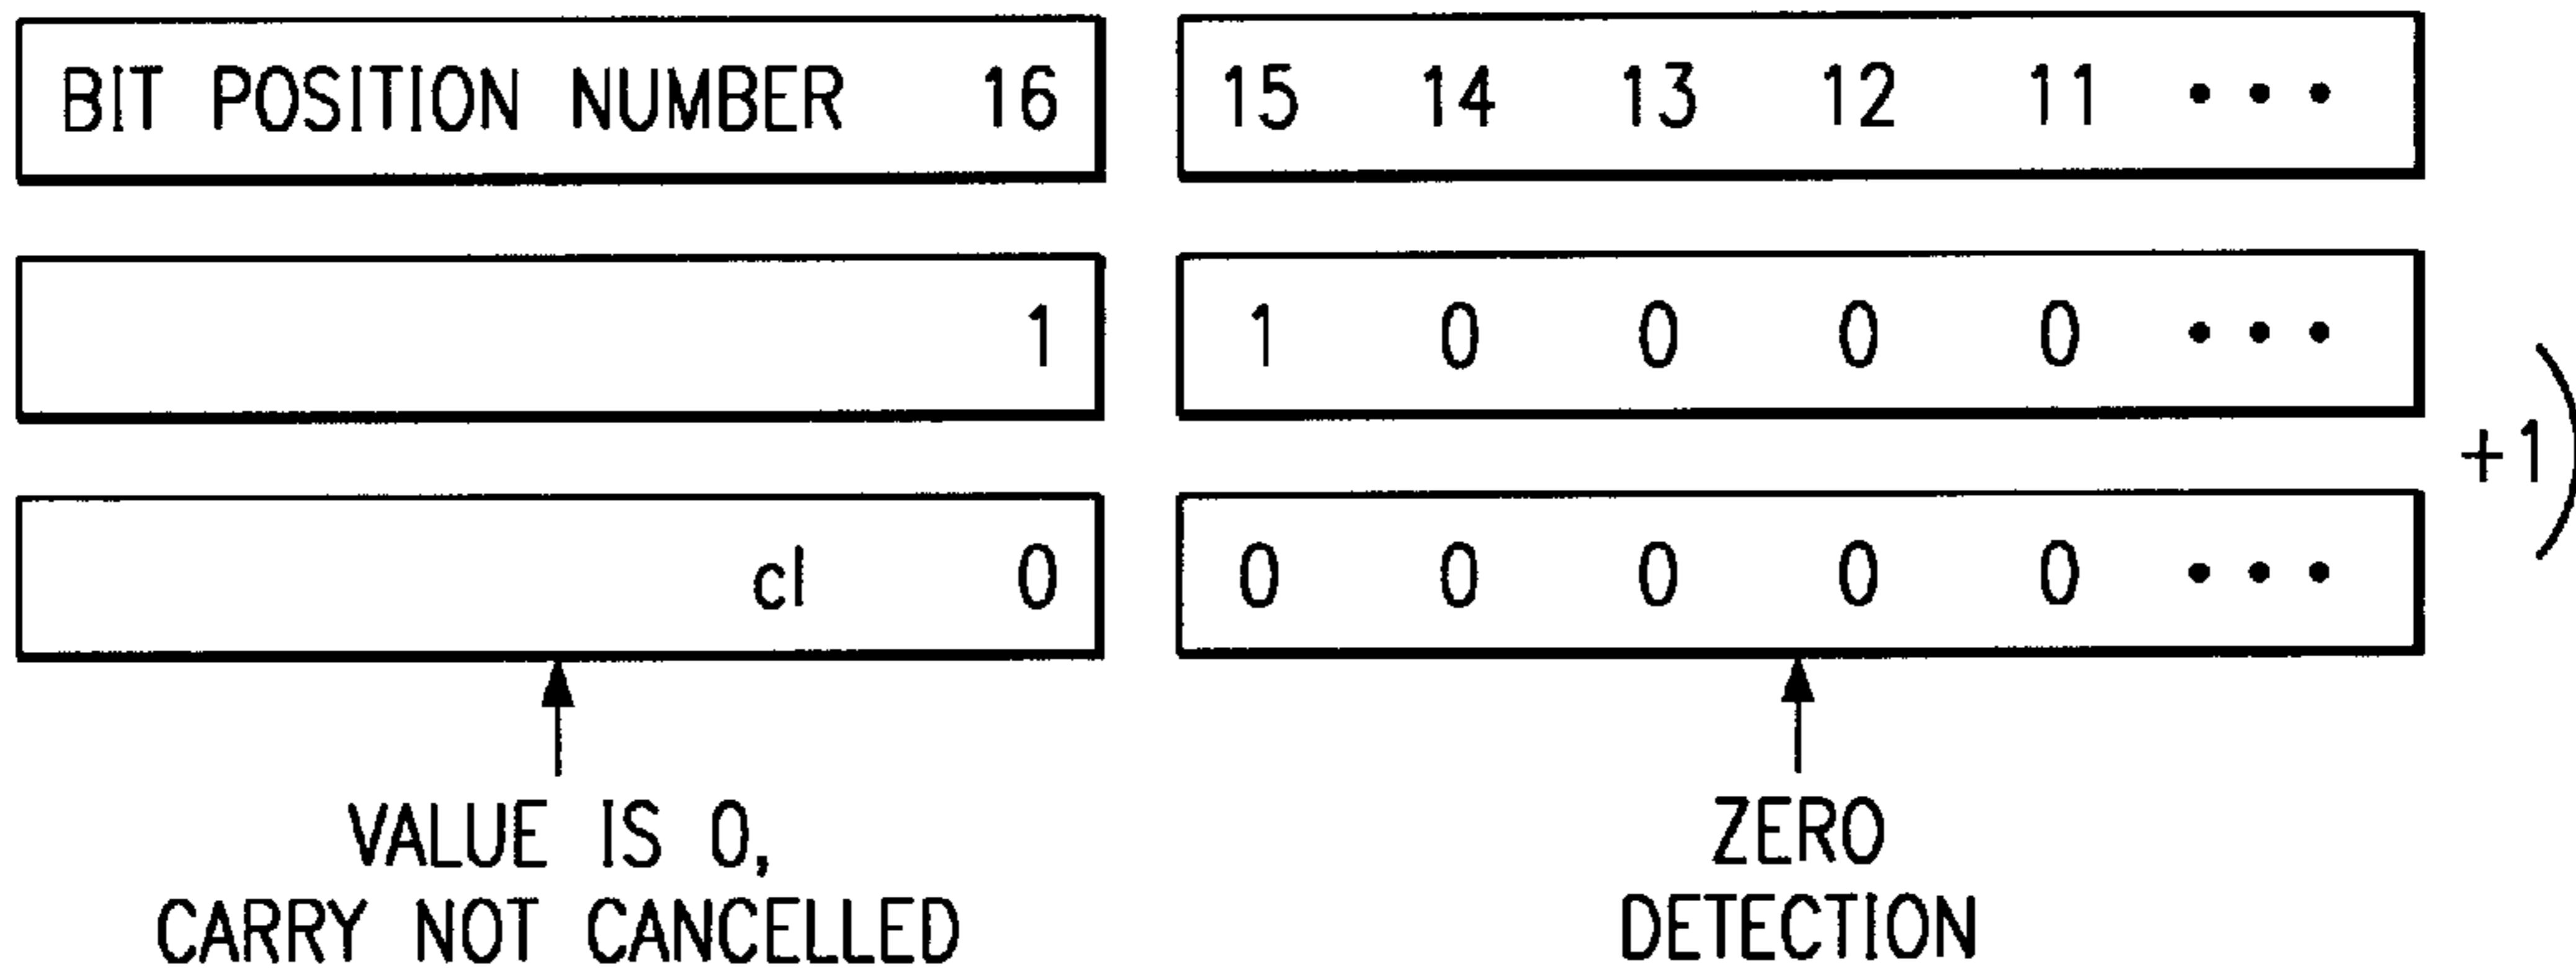 BIT POSITION NUMBER 16 15 14 13 12 11 • • •
1 1 0 0 0 0 • • •
+1
cl 0 0 0 0 0 0 • • •
VALUE IS 0,
CARRY NOT CANCELLED
ZERO
DETECTION